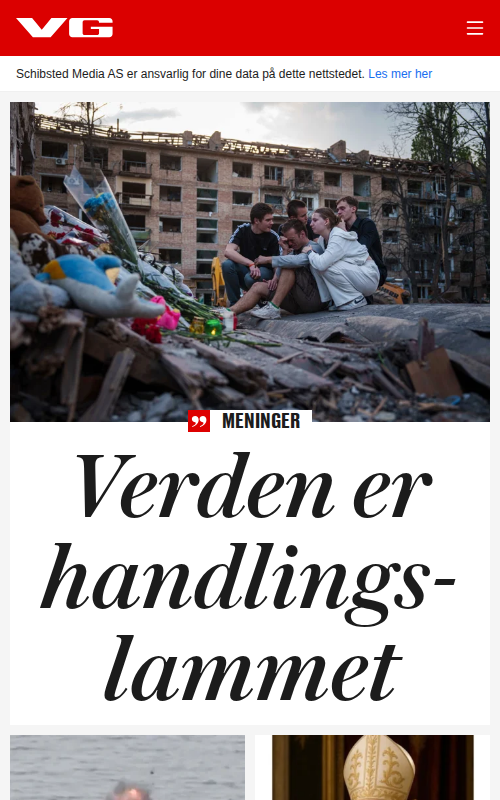 VG
Schibsted Media AS er ansvarlig for dine data på dette nettstedet. Les mer her
MENINGER
Verden er
handlings-
lammet